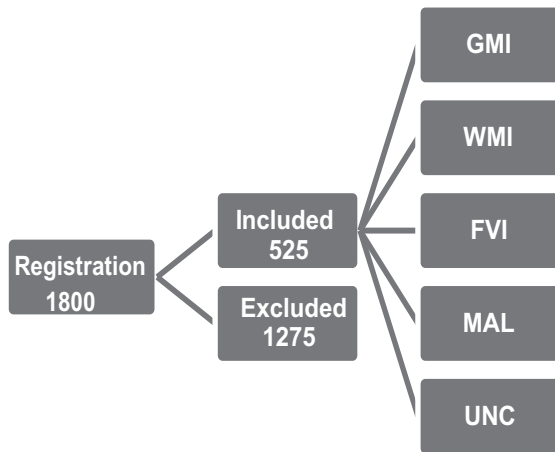 Registration
1800
Included
525
Excluded
1275
GMI
WMI
FVI
MAL
UNC